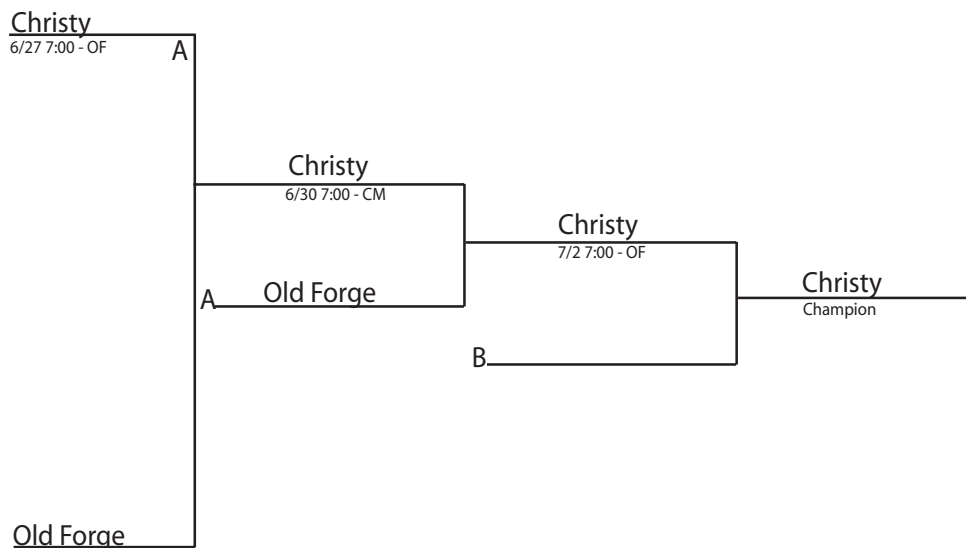 Christy
6/27 7:00 - OF
A
Christy
6/30 7:00 - CM
Christy
7/2 7:00 - OF
Christy
Champion
A
Old Forge
B
Old Forge